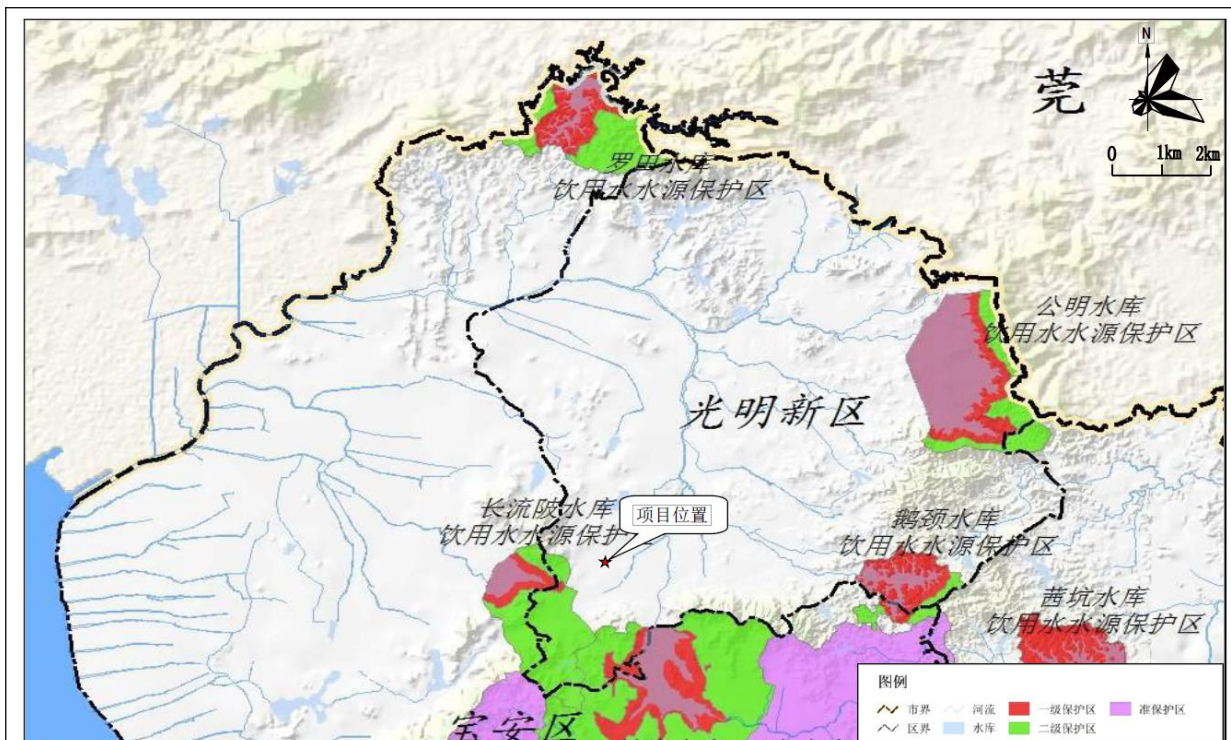 N
莞
0 1km 2km
罗田水库
饮用水水源保护区
公明水库
饮用水水源保护区
光明新区
长流陂水库
饮用水水源保护
项目位置
鹅颈水库
饮用水水源保护区
茜坑水库
饮用水水源保护区
宝安区
图例
市界 河流 一级保护区 准保护区
区界 水库 二级保护区